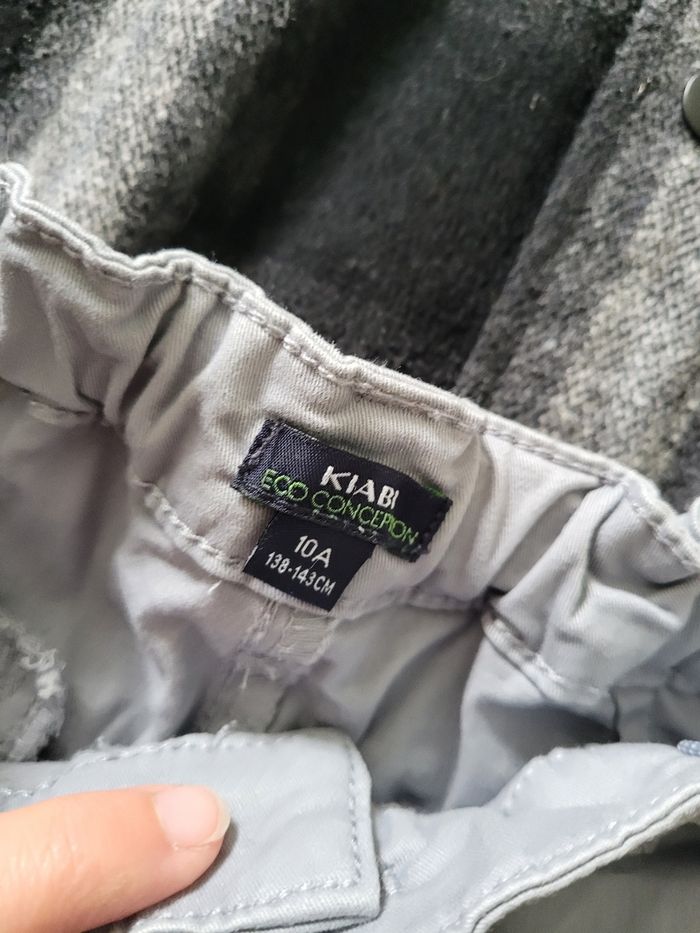 KIABI
ECO CONCEPTION
10A
138-143CM